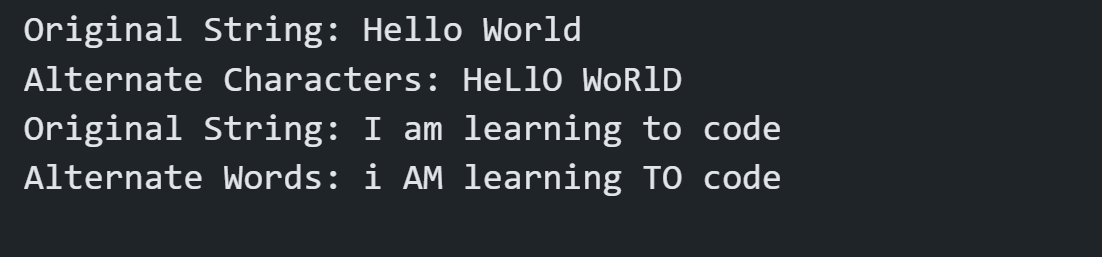 Original String: Hello World
Alternate Characters: HeLlO WoRlD
Original String: I am learning to code
Alternate Words: i AM learning TO code